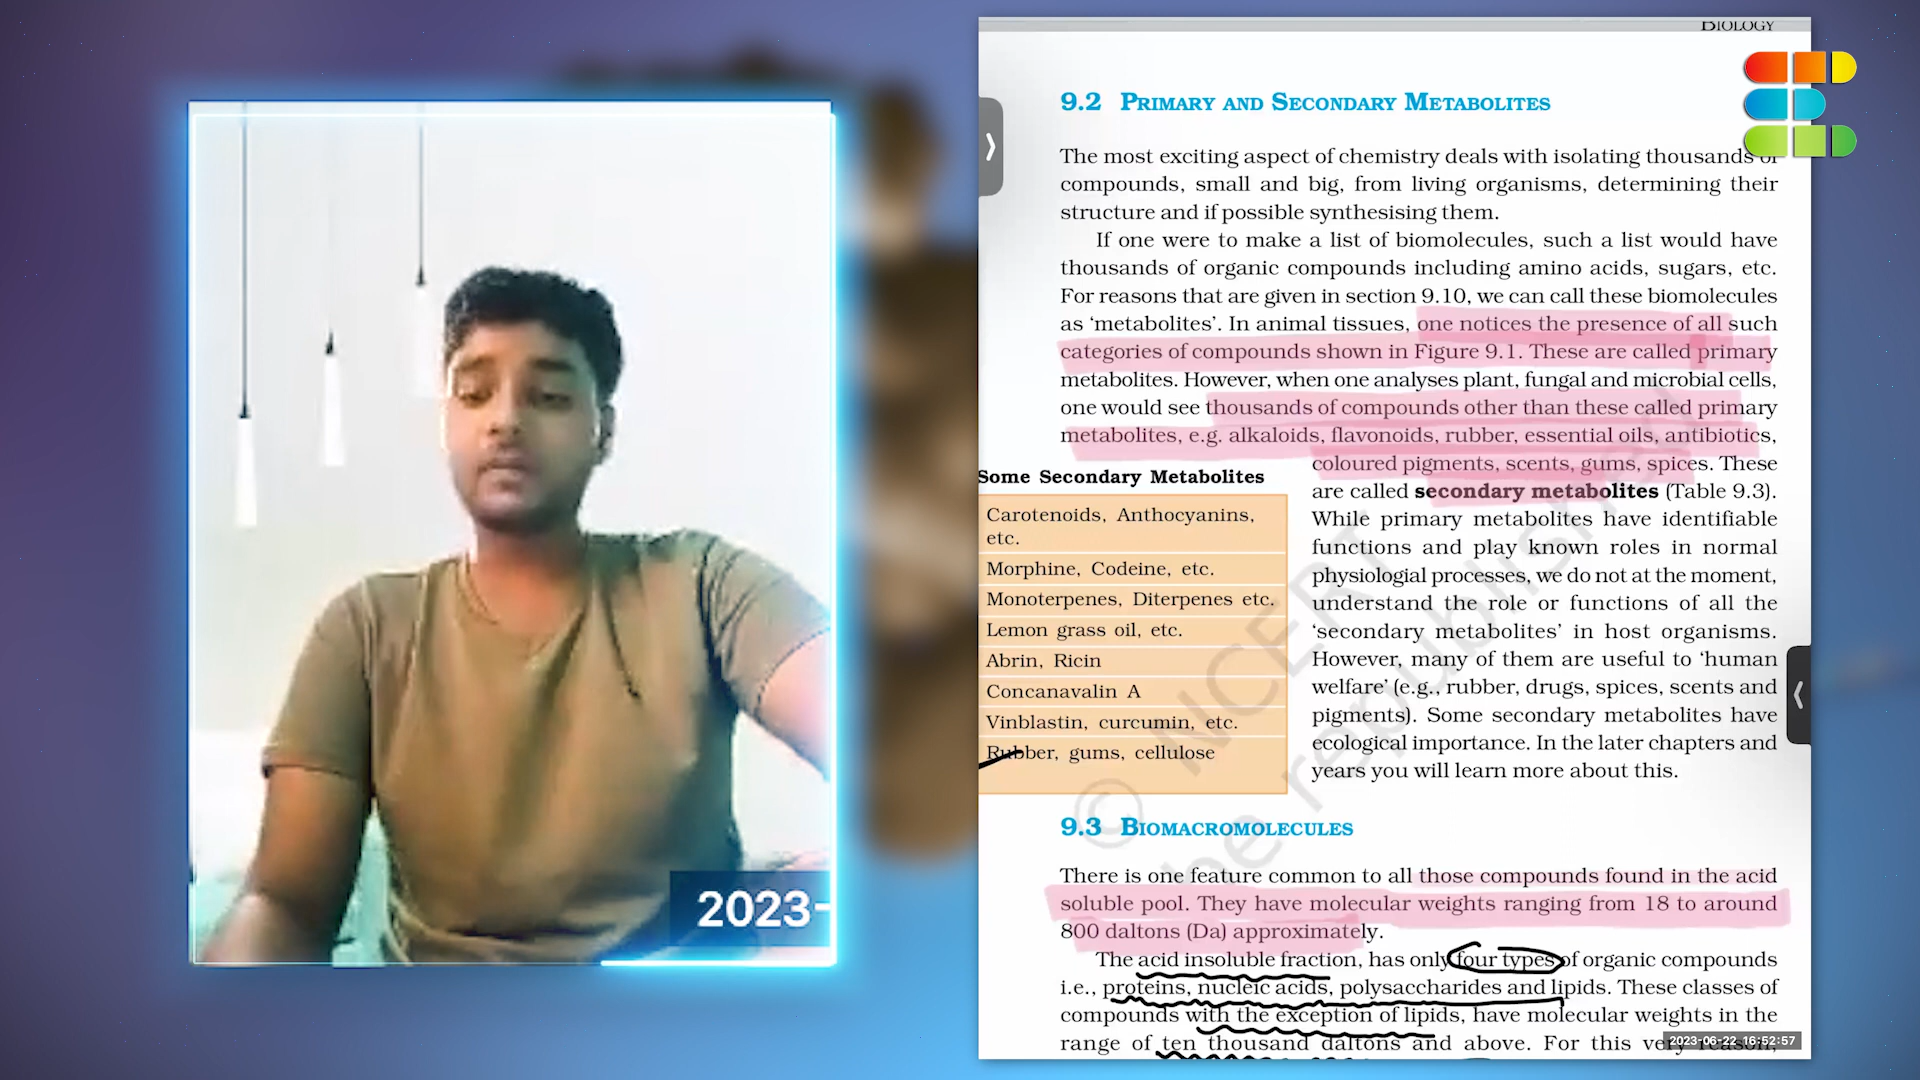 BIOLOGY
9.2 PRIMARY AND SECONDARY METABOLITES
The most exciting aspect of chemistry deals with isolating thousands of
compounds, small and big, from living organisms, determining their
structure and if possible synthesising them.
If one were to make a list of biomolecules, such a list would have
thousands of organic compounds including amino acids, sugars, etc.
For reasons that are given in section 9.10, we can call these biomolecules
as ‘metabolites’. In animal tissues, one notices the presence of all such
categories of compounds shown in Figure 9.1. These are called primary
metabolites. However, when one analyses plant, fungal and microbial cells,
one would see thousands of compounds other than these called primary
metabolites, e.g. alkaloids, flavonoids, rubber, essential oils, antibiotics,
coloured pigments, scents, gums, spices. These
are called secondary metabolites (Table 9.3).
While primary metabolites have identifiable
functions and play known roles in normal
physiologial processes, we do not at the moment,
understand the role or functions of all the
‘secondary metabolites’ in host organisms.
However, many of them are useful to ‘human
welfare’ (e.g., rubber, drugs, spices, scents and
pigments). Some secondary metabolites have
ecological importance. In the later chapters and
years you will learn more about this.
Some Secondary Metabolites
Carotenoids, Anthocyanins,
etc.
Morphine, Codeine, etc.
Monoterpenes, Diterpenes etc.
Lemon grass oil, etc.
Abrin, Ricin
Concanavalin A
Vinblastin, curcumin, etc.
Rubber, gums, cellulose
9.3 BIOMACROMOLECULES
There is one feature common to all those compounds found in the acid
soluble pool. They have molecular weights ranging from 18 to around
800 daltons (Da) approximately.
The acid insoluble fraction, has only four types of organic compounds
i.e., proteins, nucleic acids, polysaccharides and lipids. These classes of
compounds with the exception of lipids, have molecular weights in the
range of ten thousand daltons and above. For this very reason,
© NCERT
be republished
2023-
2023-06-22 16:52:57